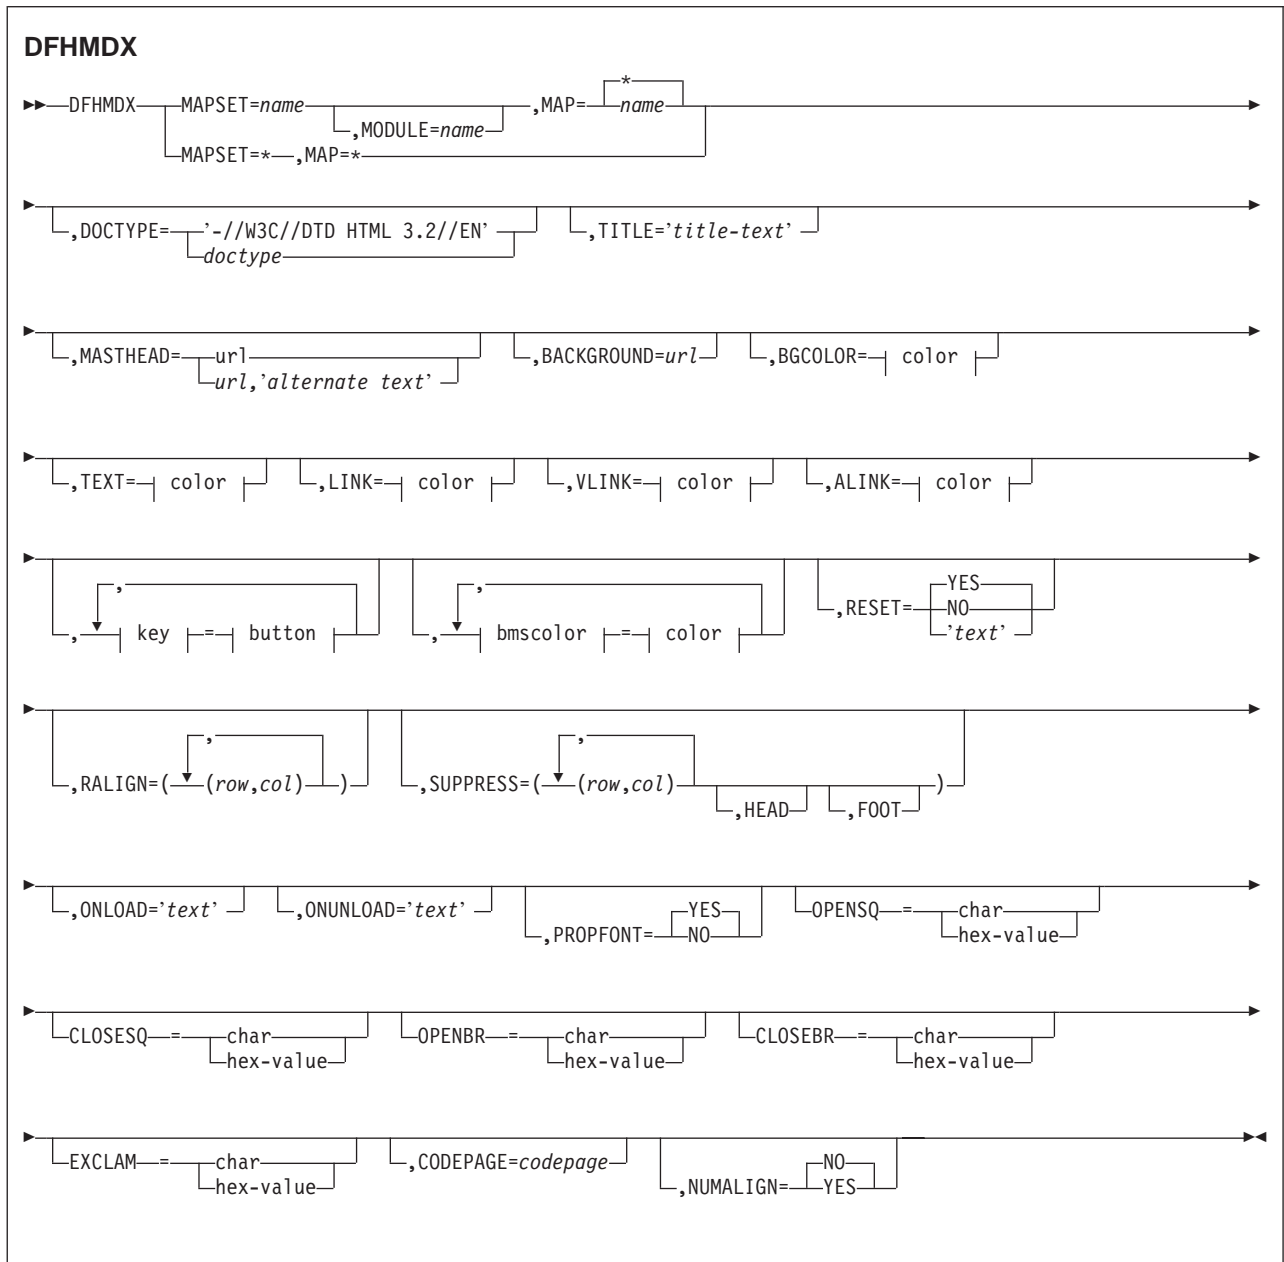 DFHMDX
*
DFHMDX MAPSET=name ,MAP= name
,MODULE=name
MAPSET=* ,MAP=*
,DOCTYPE= '-//W3C//DTD HTML 3.2//EN' ,TITLE='title-text'
doctype
,MASTHEAD= url ,BACKGROUND=url ,BGCOLOR= color
url,'alternate text'
,TEXT= color ,LINK= color ,VLINK= color ,ALINK= color
, , YES
,RESET= NO
, key = button , bmscolor = color 'text'
, ,
,RALIGN=( (row,col) ) ,SUPPRESS=( (row,col) )
,HEAD ,FOOT
,ONLOAD='text' ,ONUNLOAD='text' YES OPENSQ = char
,PROPFONT= NO hex-value
CLOSESQ = char OPENBR = char CLOSEBR = char
hex-value hex-value hex-value
EXCLAM = char ,CODEPAGE=codepage NO
hex-value ,NUMALIGN= YES